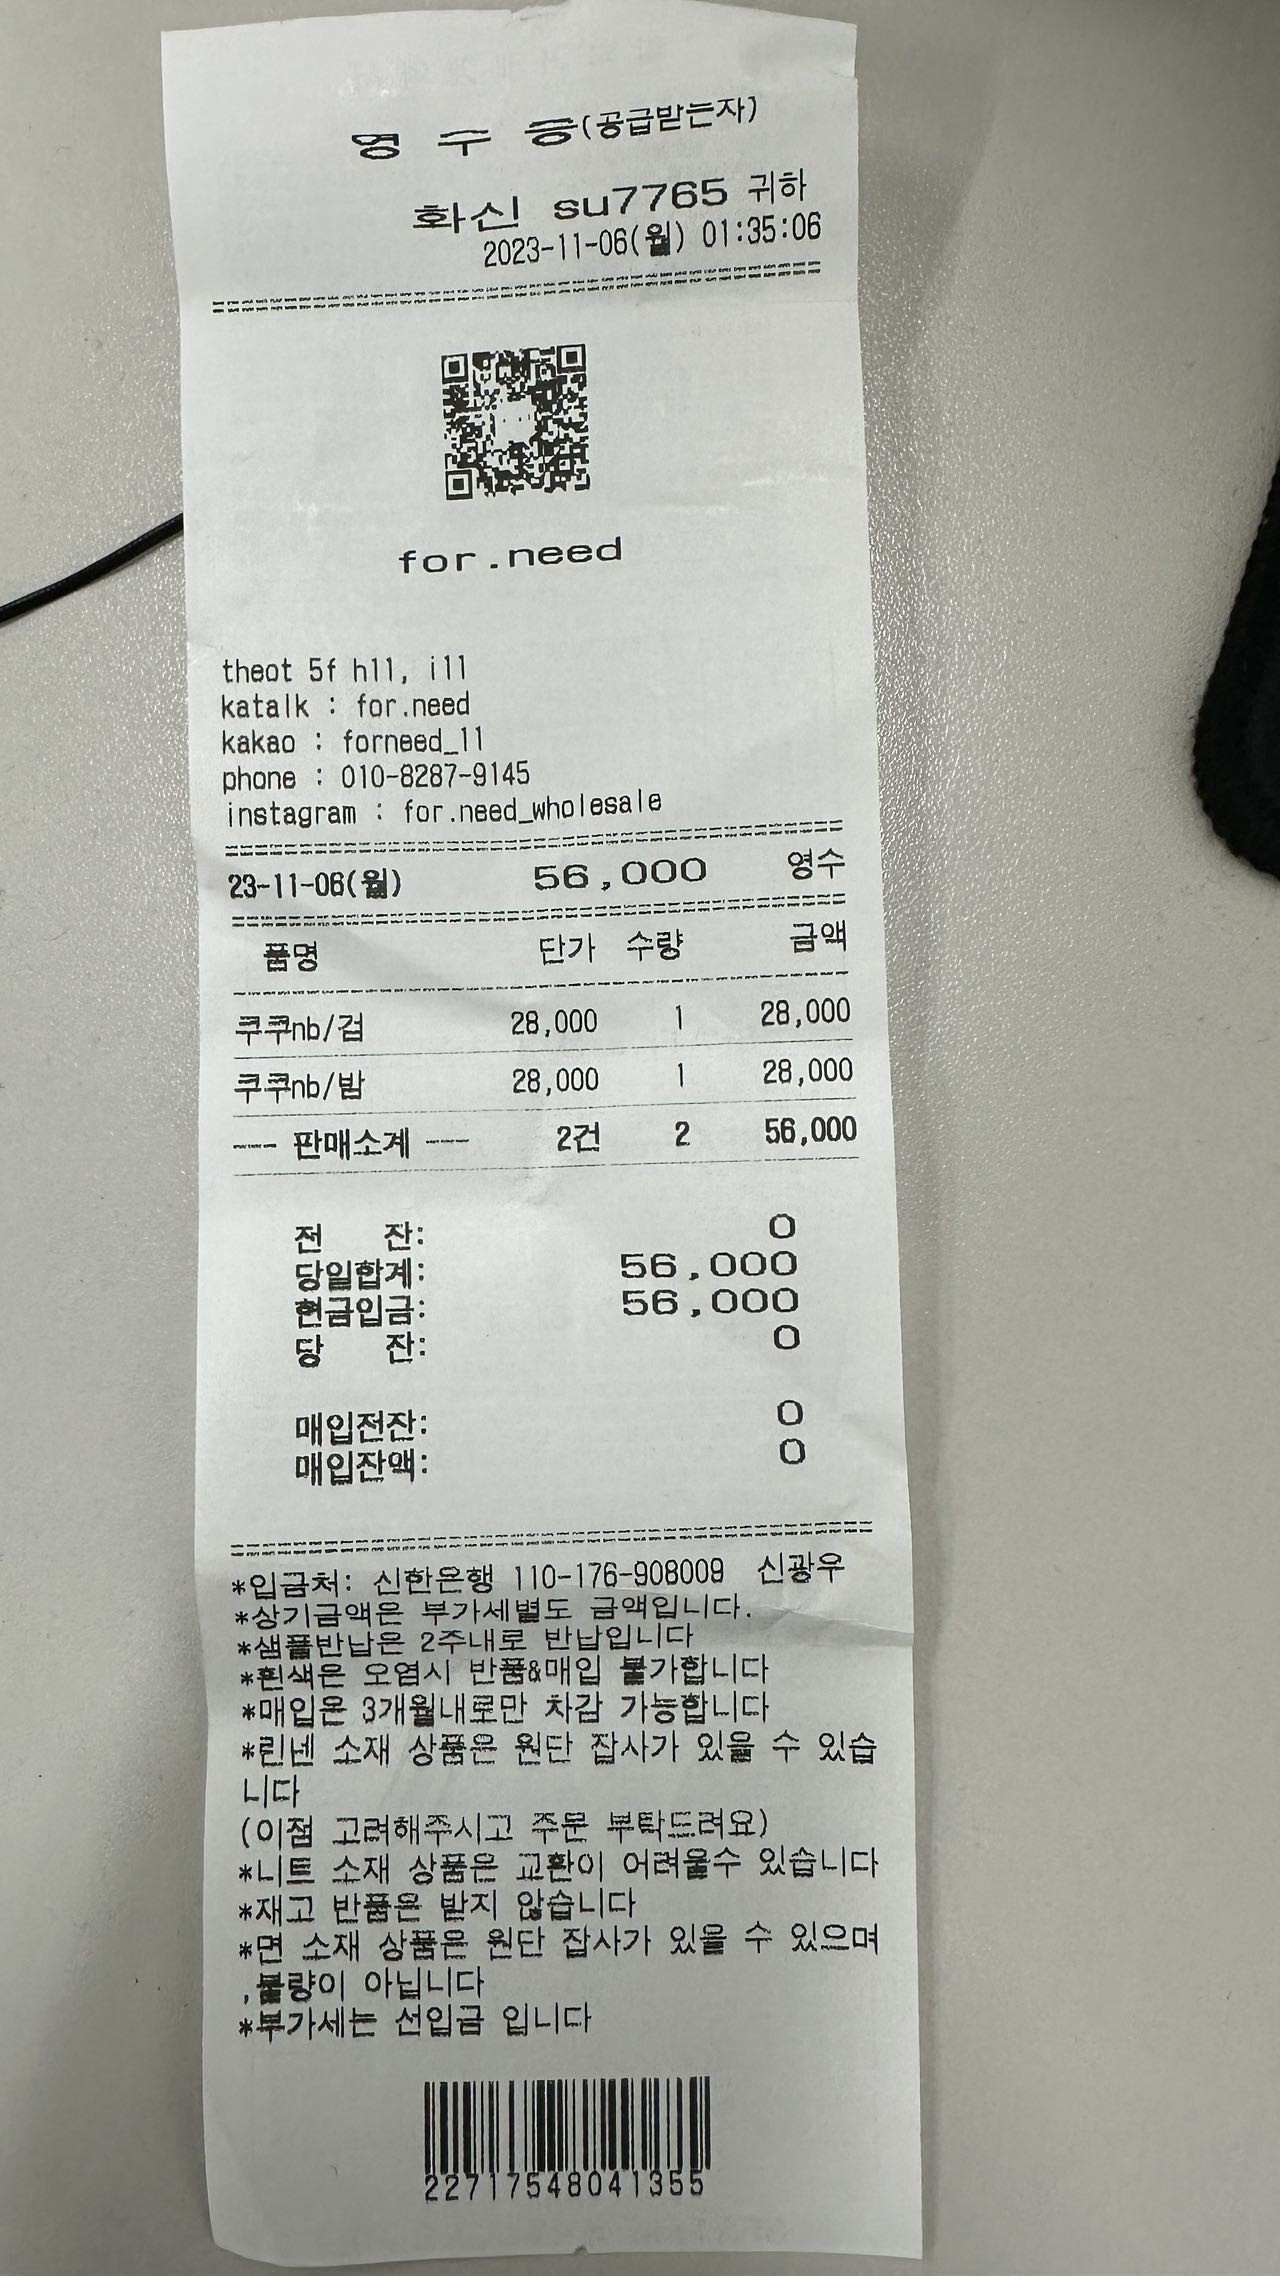 영 수 증(공급받는자)
화신 su7765 귀하
2023-11-06(월) 01:35:06
for.need
theot 5f h11, i11
katalk : for.need
kakao : forneed_11
phone : 010-8287-9145
instagram : for.need_wholesale
23-11-06(월) 56,000 영수
품명 단가 수량 금액
쿠쿠nb/검 28,000 1 28,000
쿠쿠nb/밤 28,000 1 28,000
--- 판매소계 --- 2건 2 56,000
전 잔: 0
당일합계: 56,000
현금입금: 56,000
당 잔: 0
매입전잔: 0
매입잔액: 0
*입금처: 신한은행 110-176-908009 신광우
*상기금액은 부가세별도 금액입니다.
*샘플반납은 2주내로 반납입니다
*흰색은 오염시 반품&매입 불가합니다
*매입은 3개월내로만 차감 가능합니다
*린넨 소재 상품은 원단 잡사가 있을 수 있습
니다
(이점 고려해주시고 주문 부탁드려요)
*니트 소재 상품은 교환이 어려울수 있습니다
*재고 반품은 받지 않습니다
*면 소재 상품은 원단 잡사가 있을 수 있으며
,불량이 아닙니다
*부가세는 선입금 입니다
22717548041355